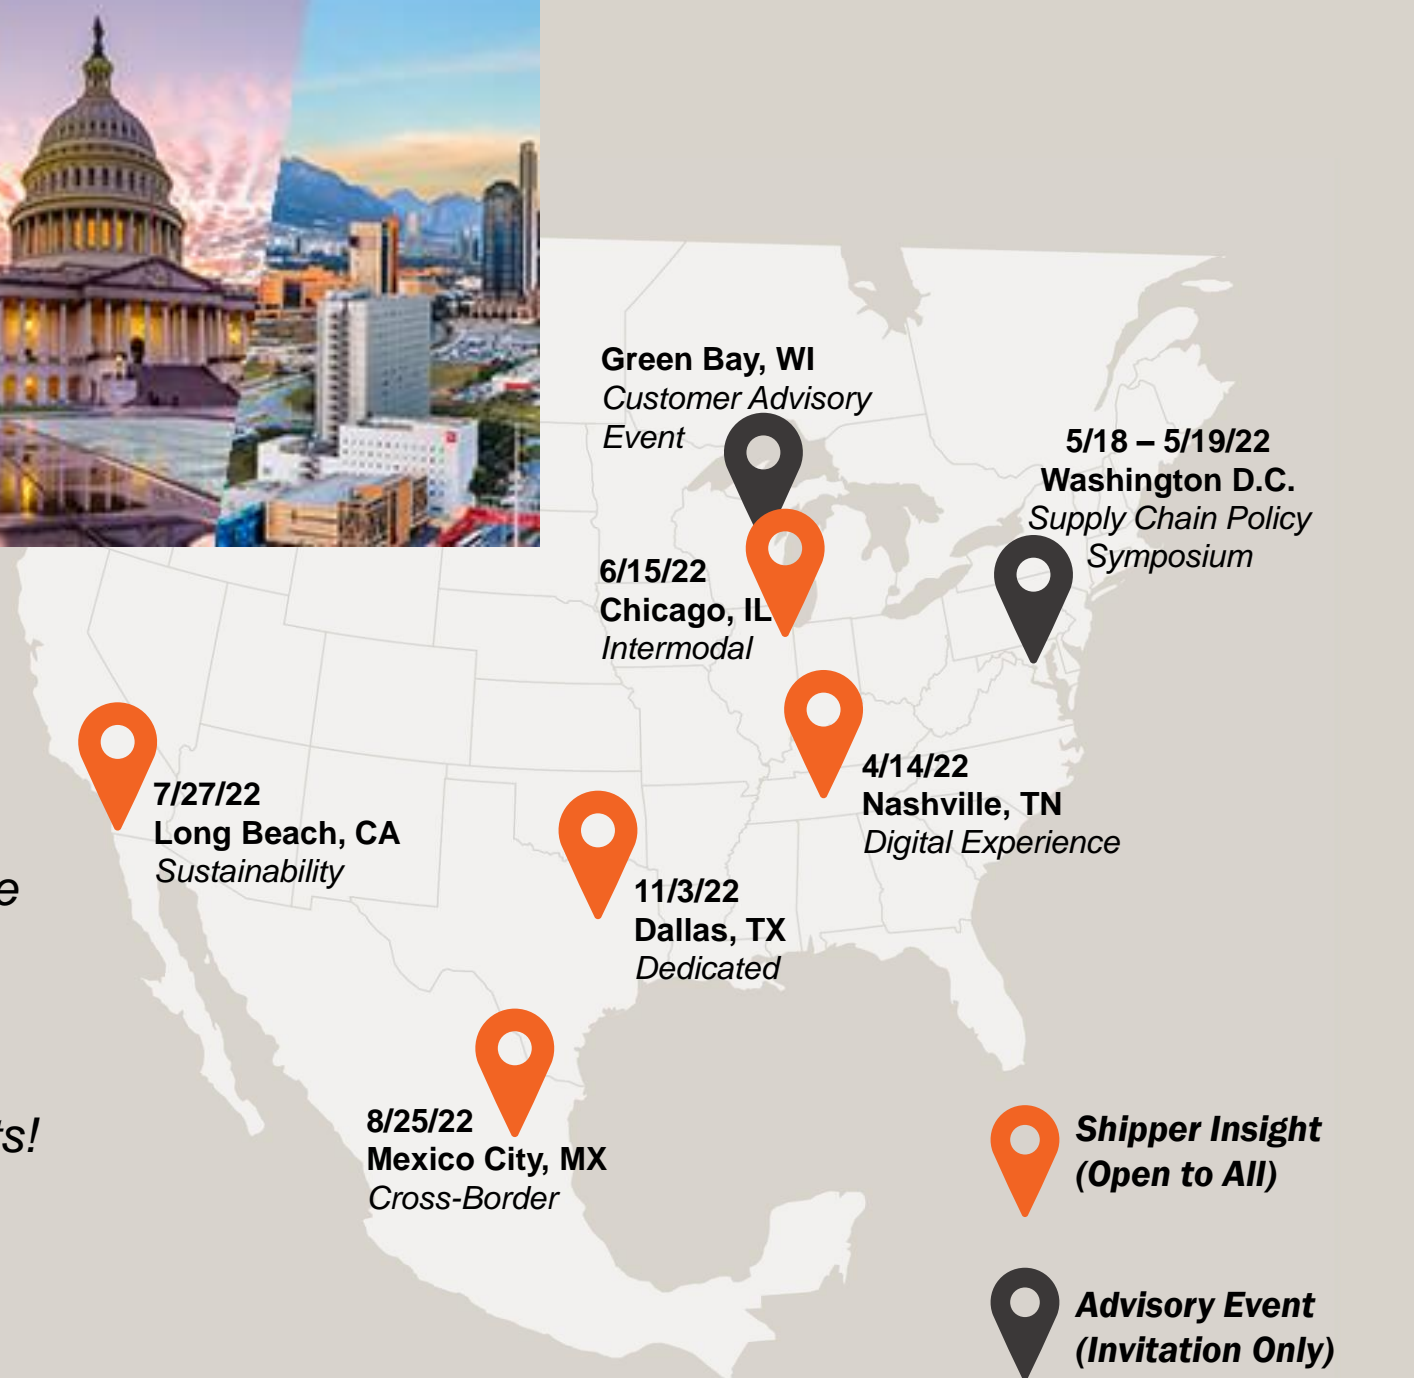 Green Bay, WI
Customer Advisory
Event
5/18 – 5/19/22
Washington D.C.
Supply Chain Policy
Symposium
6/15/22
Chicago, IL
Intermodal
4/14/22
Nashville, TN
Digital Experience
7/27/22
Long Beach, CA
Sustainability
11/3/22
Dallas, TX
Dedicated
8/25/22
Mexico City, MX
Cross-Border
Shipper Insight
(Open to All)
Advisory Event
(Invitation Only)